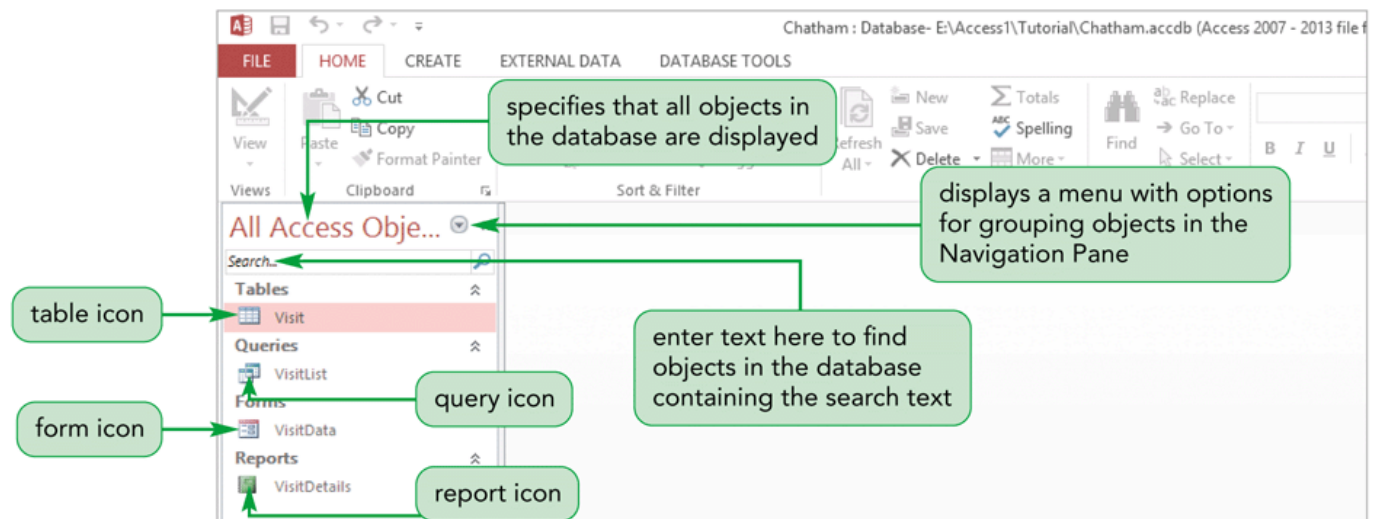 Chatham : Database- E:\Access1\Tutorial\Chatham.accdb (Access 2007 - 2013 file f
FILE HOME CREATE EXTERNAL DATA DATABASE TOOLS
View
Paste
Cut
Copy
Format Painter
specifies that all objects in
the database are displayed
Refresh
All
New
Save
Delete
Totals
Spelling
More
Find
Replace
Go To
Select
B I U
Views Clipboard Sort & Filter
displays a menu with options
for grouping objects in the
Navigation Pane
All Access Obje...
Search...
Tables
table icon
Visit
Queries
VisitList
query icon
enter text here to find
objects in the database
containing the search text
Forms
form icon
VisitData
Reports
VisitDetails
report icon